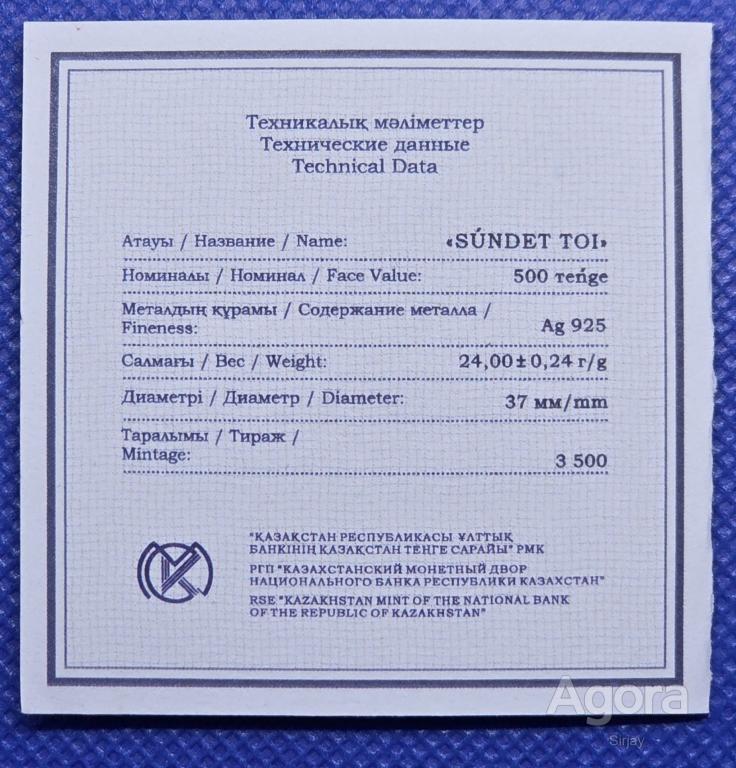 Техникалық мәліметтер
Технические данные
Technical Data
Атауы / Название / Name: «SÚNDET TOI»
Номиналы / Номинал / Face Value: 500 теńge
Металдың құрамы / Содержание металла /
Fineness: Ag 925
Салмағы / Вес / Weight: 24,00±0,24 г/g
Диаметрі / Диаметр / Diameter: 37 мм/mm
Таралымы / Тираж /
Mintage: 3 500
"ҚАЗАҚСТАН РЕСПУБЛИКАСЫ ҰЛТТЫҚ
БАНКІНІҢ ҚАЗАҚСТАН ТЕҢГЕ САРАЙЫ" РМК
РГП "КАЗАХСТАНСКИЙ МОНЕТНЫЙ ДВОР
НАЦИОНАЛЬНОГО БАНКА РЕСПУБЛИКИ КАЗАХСТАН"
RSE "KAZAKHSTAN MINT OF THE NATIONAL BANK
OF THE REPUBLIC OF KAZAKHSTAN"
Agora
Sirjay